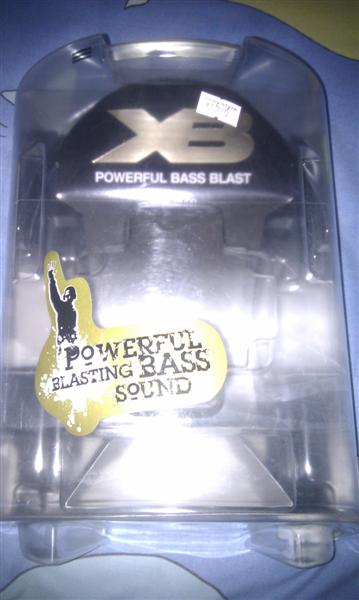 XB
POWERFUL BASS BLAST
POWERFUL
BLASTING BASS
SOUND